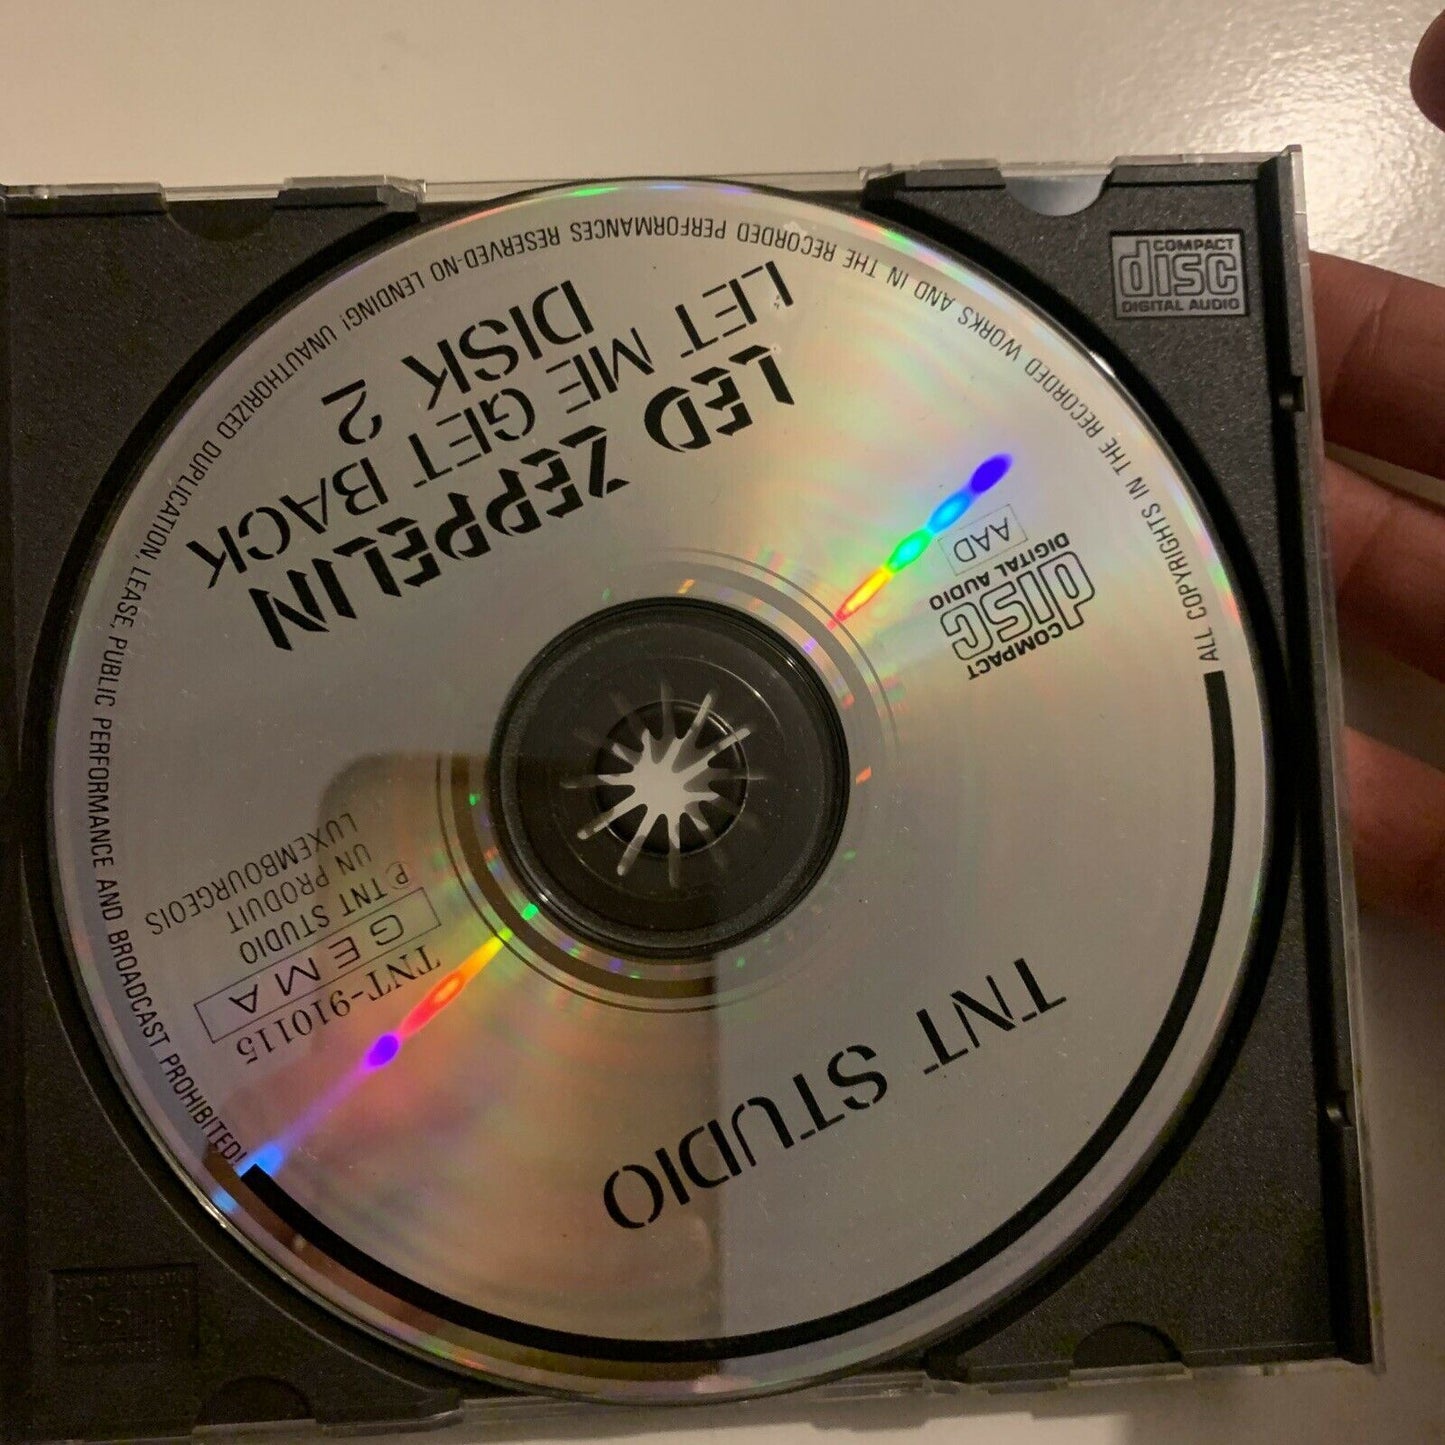 LED ZEPPELIN
LET ME GET BACK
DISK 2
TNT STUDIO
COMPACT
disc
DIGITAL AUDIO
AAD
TNT-910115
GEMA
℗ TNT STUDIO
UN PRODUIT
LUXEMBOURGEOIS
ALL COPYRIGHTS IN THE RECORDED WORKS AND IN THE RECORDED PERFORMANCES RESERVED-NO LENDING! UNAUTHORIZED DUPLICATION, LEASE, PUBLIC PERFORMANCE AND BROADCAST PROHIBITED!
COMPACT
disc
DIGITAL AUDIO